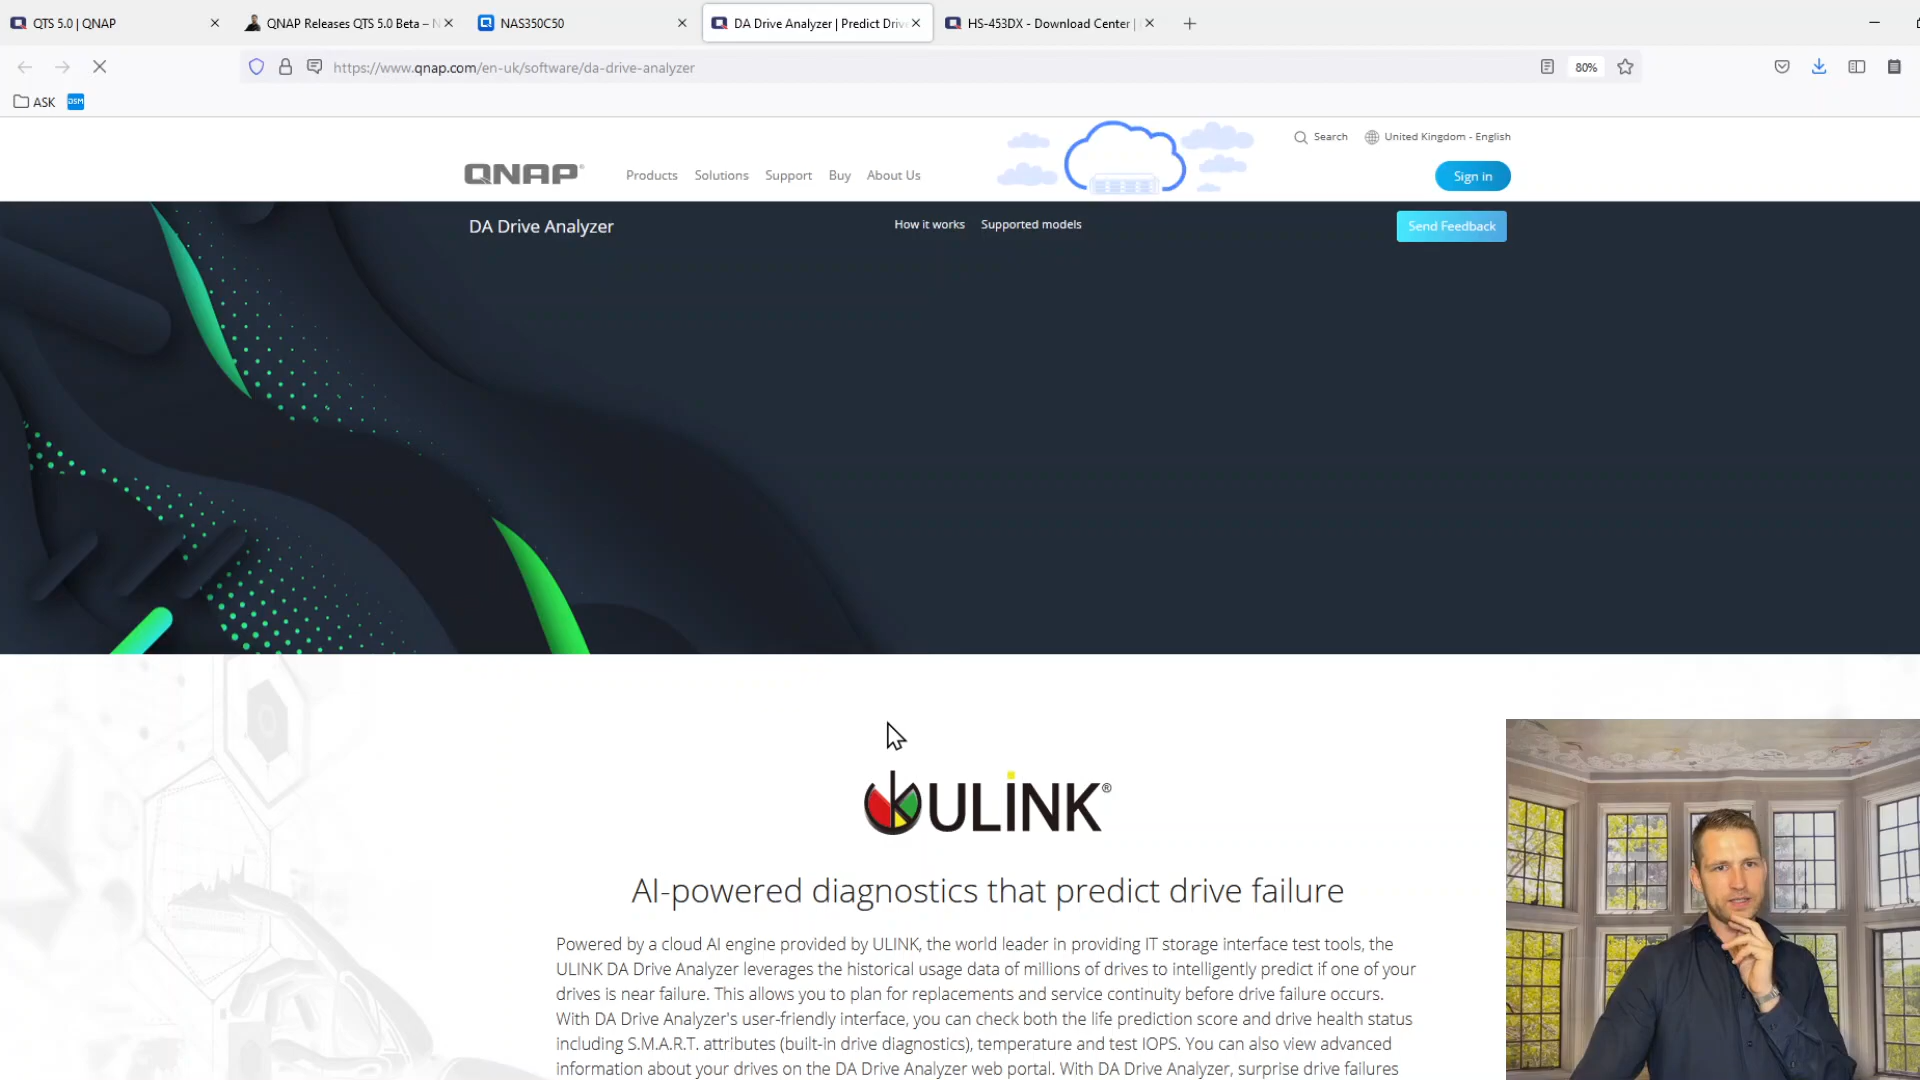 QTS 5.0 | QNAP
QNAP Releases QTS 5.0 Beta – N
NAS350C50
DA Drive Analyzer | Predict Driv
HS-453DX - Download Center |
https://www.qnap.com/en-uk/software/da-drive-analyzer
80%
ASK
DSM
Search
United Kingdom - English
QNAP
Products
Solutions
Support
Buy
About Us
Sign in
DA Drive Analyzer
How it works
Supported models
Send Feedback
ULINK®
AI-powered diagnostics that predict drive failure
Powered by a cloud AI engine provided by ULINK, the world leader in providing IT storage interface test tools, the
ULINK DA Drive Analyzer leverages the historical usage data of millions of drives to intelligently predict if one of your
drives is near failure. This allows you to plan for replacements and service continuity before drive failure occurs.
With DA Drive Analyzer's user-friendly interface, you can check both the life prediction score and drive health status
including S.M.A.R.T. attributes (built-in drive diagnostics), temperature and test IOPS. You can also view advanced
information about your drives on the DA Drive Analyzer web portal. With DA Drive Analyzer, surprise drive failures